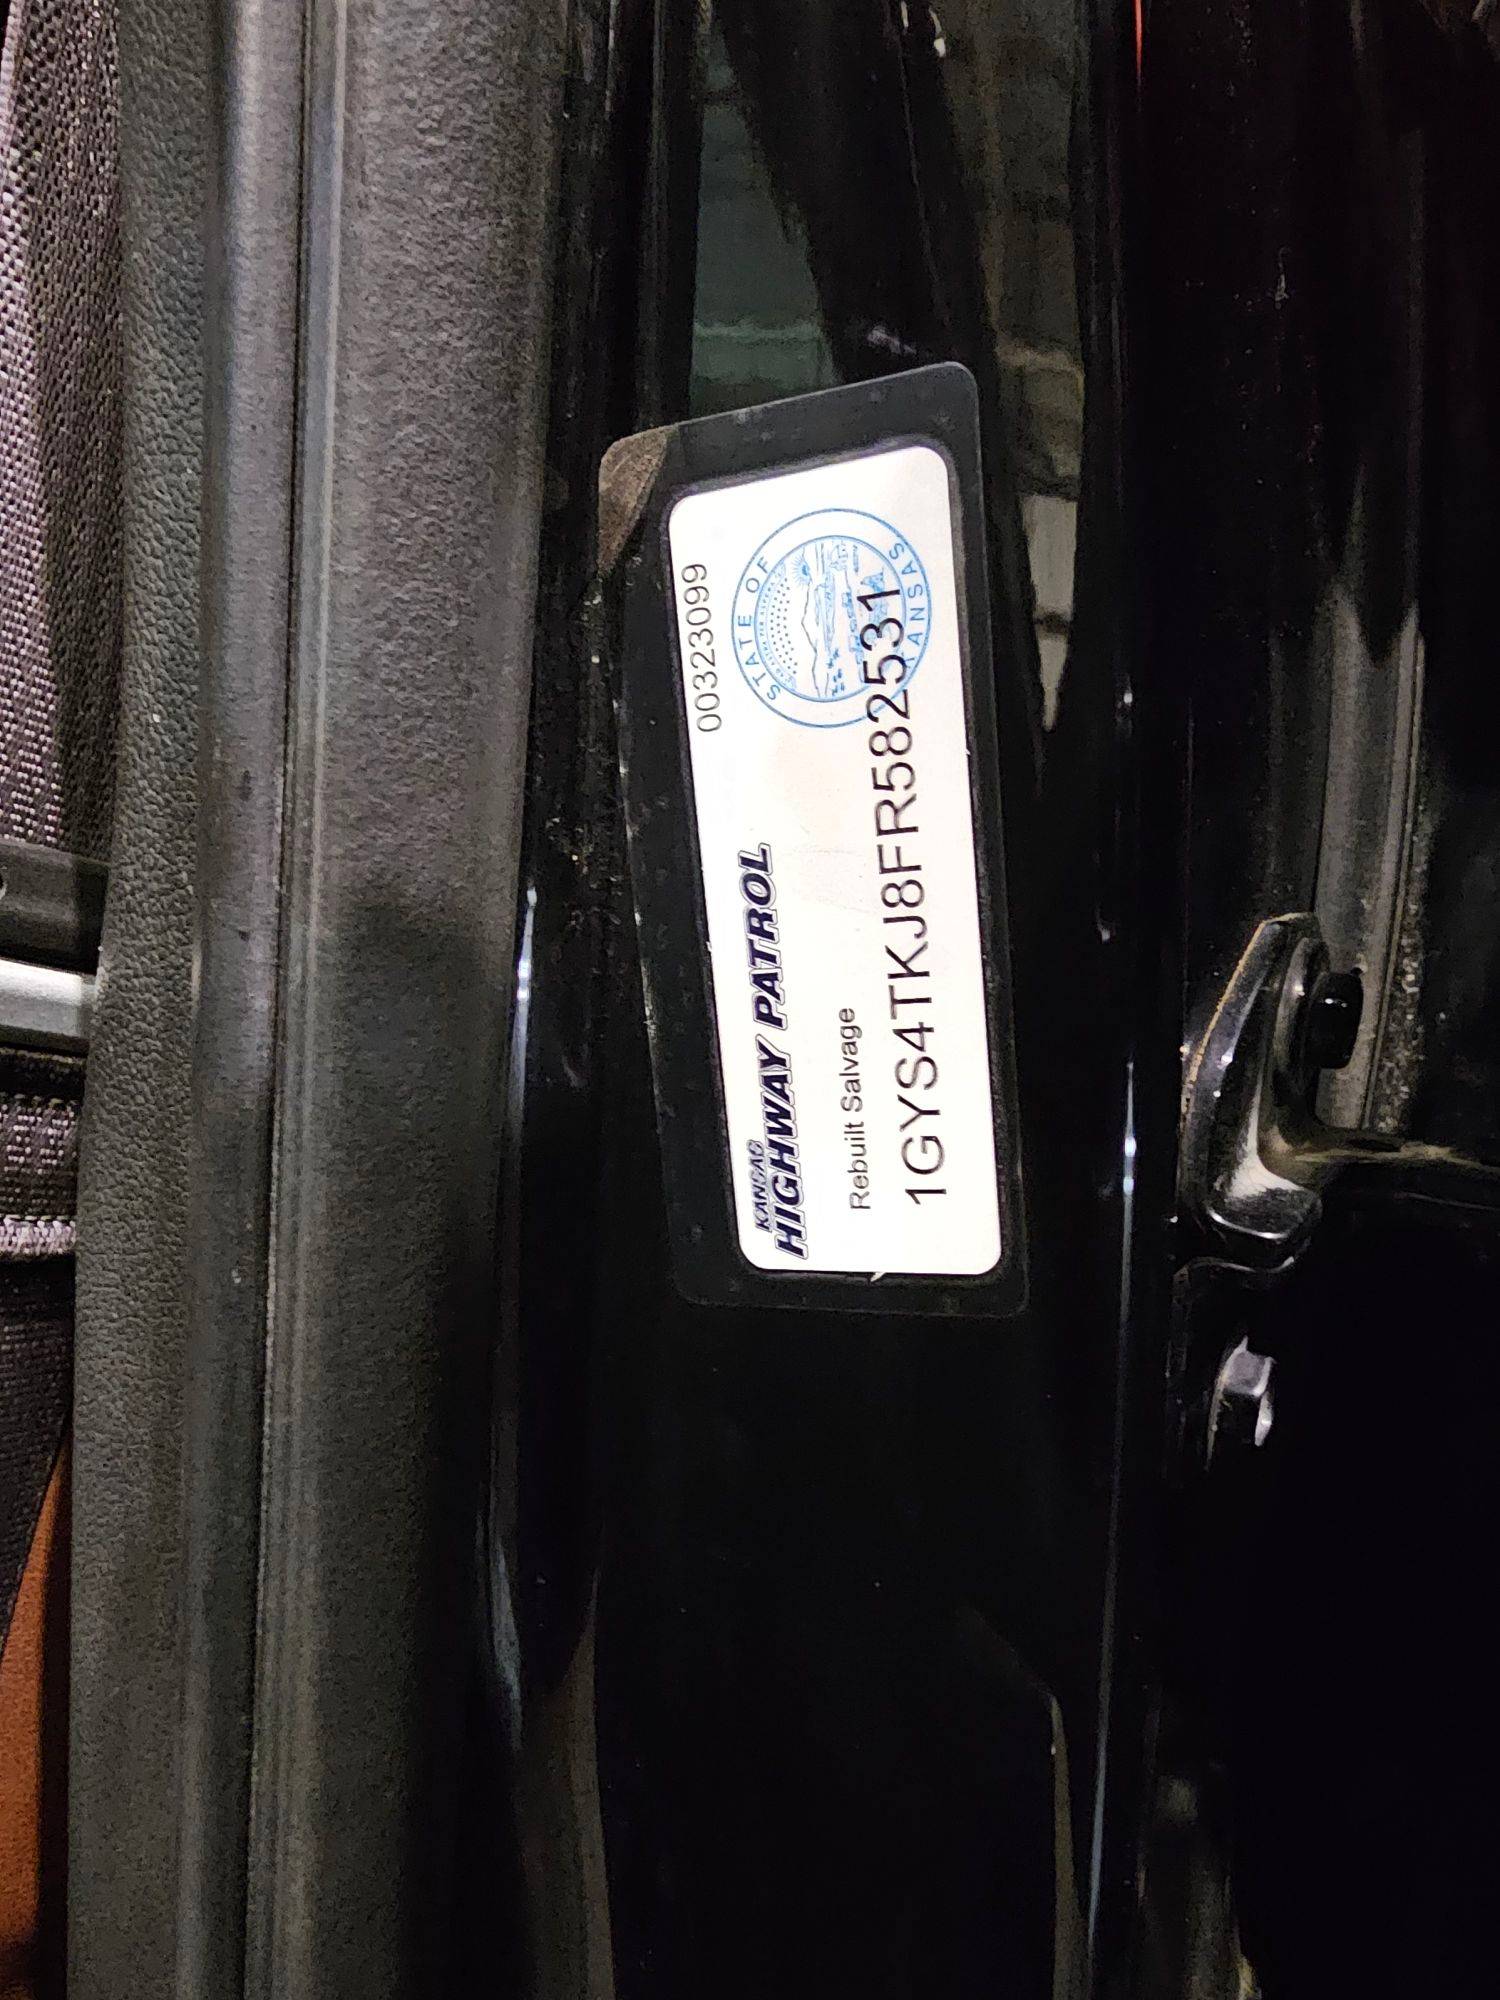 00323099
KANSAS
HIGHWAY PATROL
STATE OF KANSAS
Rebuilt Salvage
1GYS4TKJ8FR582531